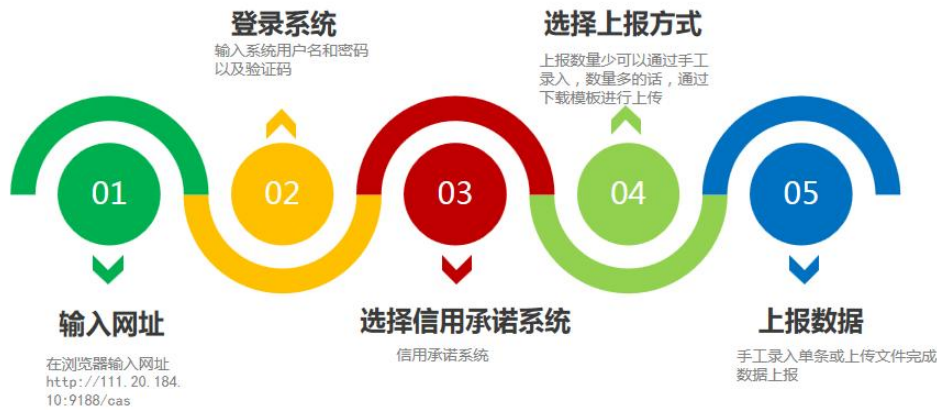 01
输入网址
在浏览器输入网址
http://111.20.184.
10:9188/cas
登录系统
输入系统用户名和密码
以及验证码
02
03
选择信用承诺系统
信用承诺系统
选择上报方式
上报数量少可以通过手工
录入，数量多的话，通过
下载模板进行上传
04
05
上报数据
手工录入单条或上传文件完成
数据上报